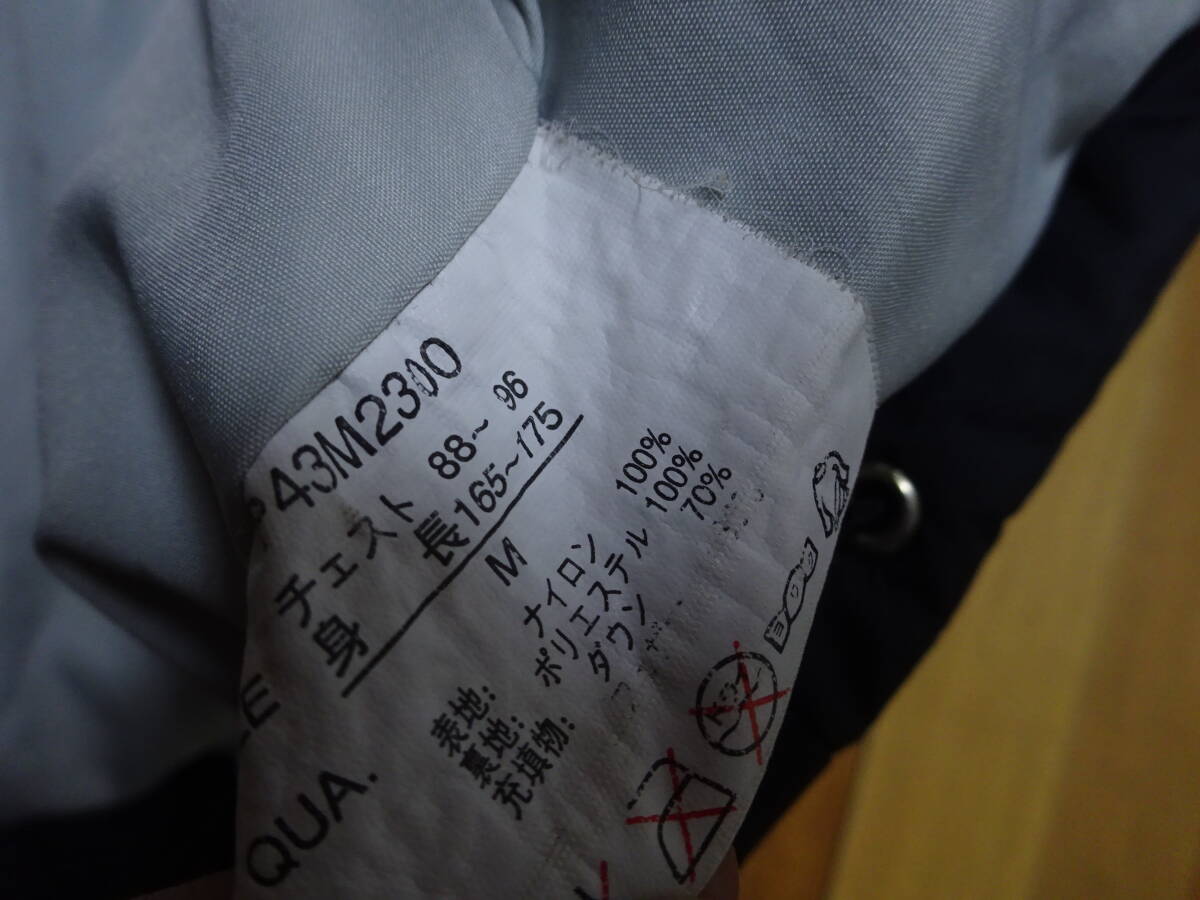 43M2300
チェスト 88~ 96
身 長165~175
M
表地: ナイロン 100%
裏地: ポリエステル 100%
充填物: ダウン 70%
QUA.